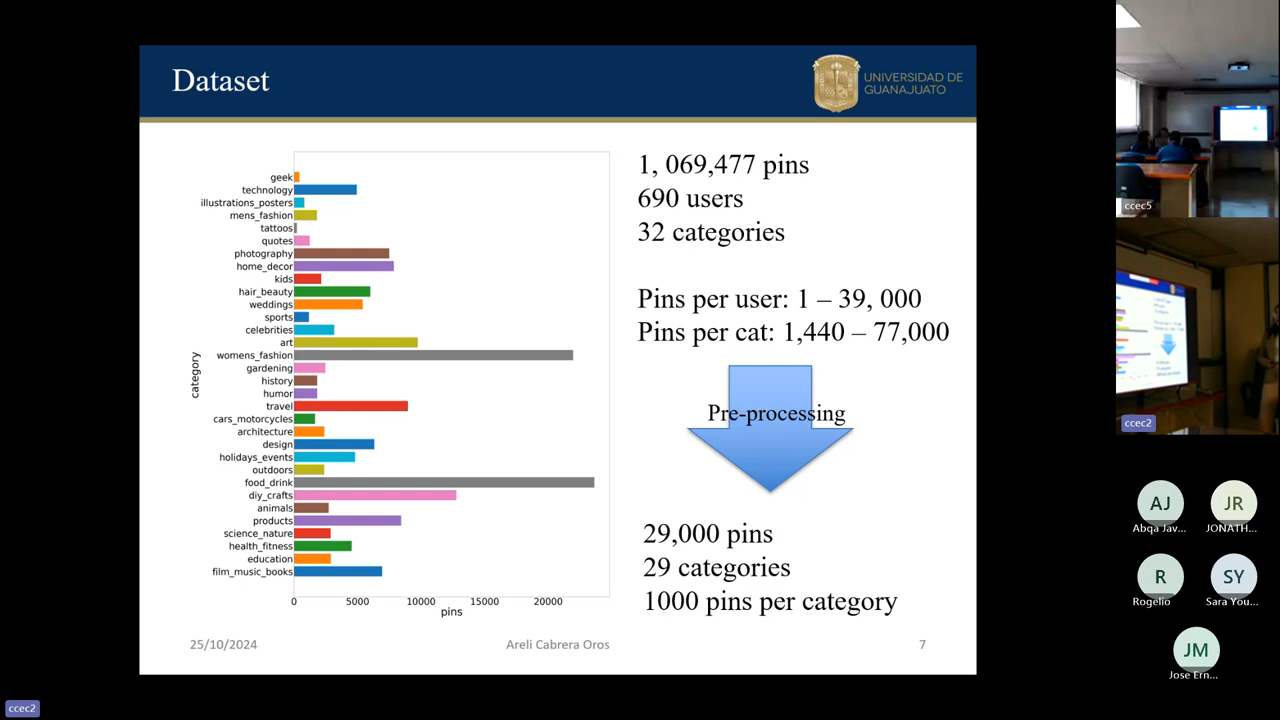 Dataset
UNIVERSIDAD DE
GUANAJUATO
geek
technology
illustrations_posters
mens_fashion
tattoos
quotes
photography
home_decor
kids
hair_beauty
weddings
sports
celebrities
art
womens_fashion
gardening
history
humor
travel
cars_motorcycles
architecture
design
holidays_events
outdoors
food_drink
diy_crafts
animals
products
science_nature
health_fitness
education
film_music_books
category
0 5000 10000 15000 20000
pins
1, 069,477 pins
690 users
32 categories
Pins per user: 1 – 39, 000
Pins per cat: 1,440 – 77,000
Pre-processing
29,000 pins
29 categories
1000 pins per category
25/10/2024 Areli Cabrera Oros 7
ccec5
ccec2
AJ JR
Abqa Jav... JONATH...
R SY
Rogelio Sara You...
JM
Jose Ern...
ccec2